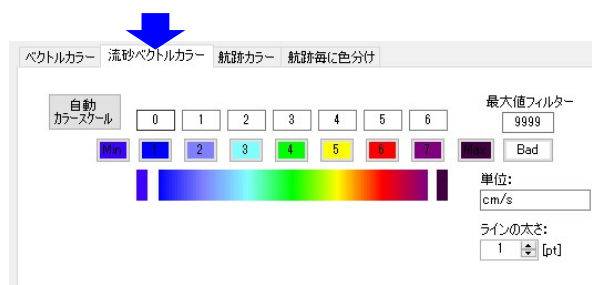 ベクトルカラー 流砂ベクトルカラー 航跡カラー 航跡毎に色分け
自動
カラースケール
0 1 2 3 4 5 6
Min 1 2 3 4 5 6 7 Max
最大値フィルター
9999
Bad
単位:
cm/s
ラインの太さ:
1 [pt]